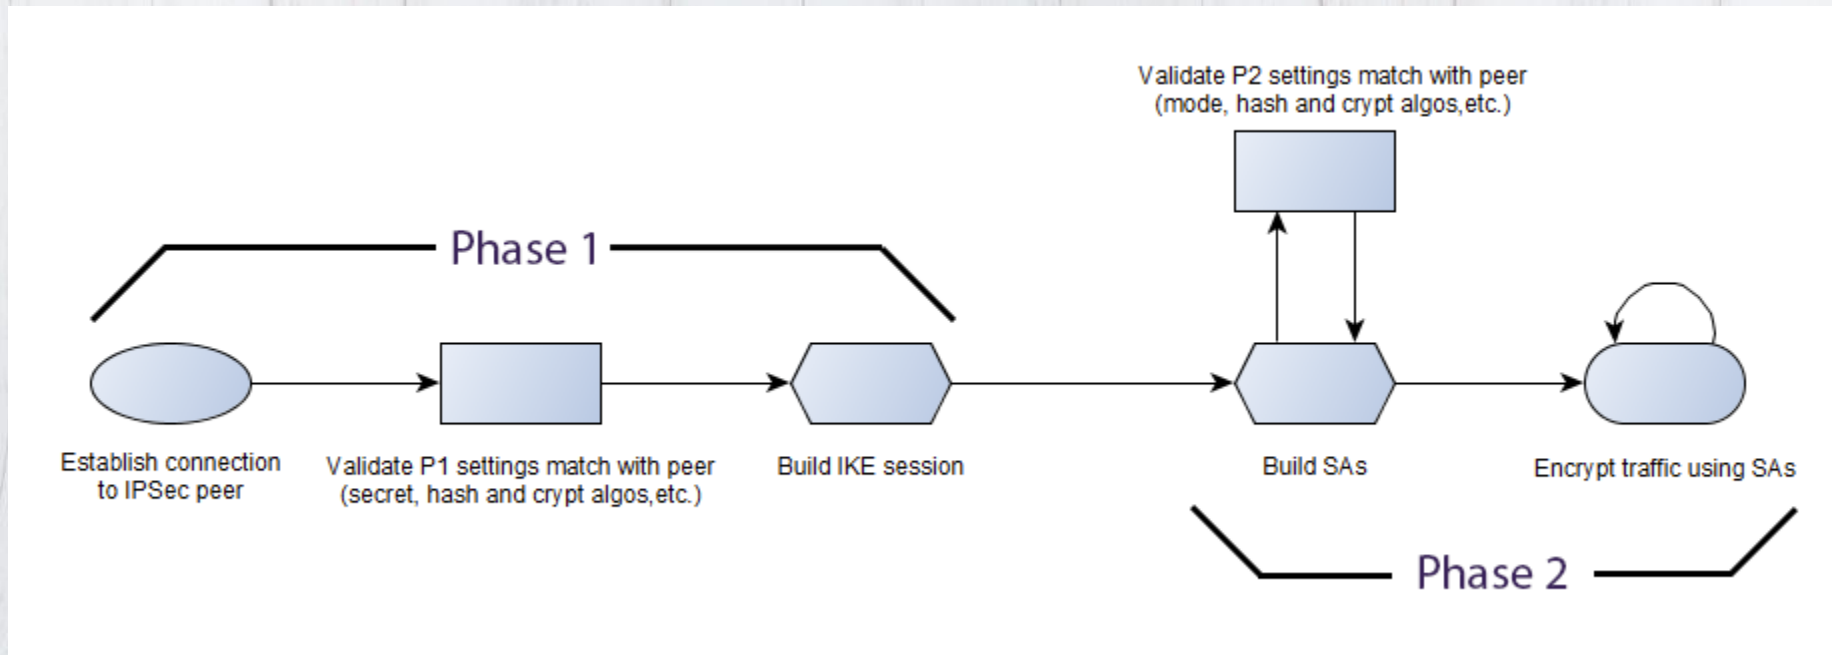 Validate P2 settings match with peer
(mode, hash and crypt algos,etc.)
Phase 1
Establish connection
to IPSec peer
Validate P1 settings match with peer
(secret, hash and crypt algos,etc.)
Build IKE session
Build SAs
Encrypt traffic using SAs
Phase 2